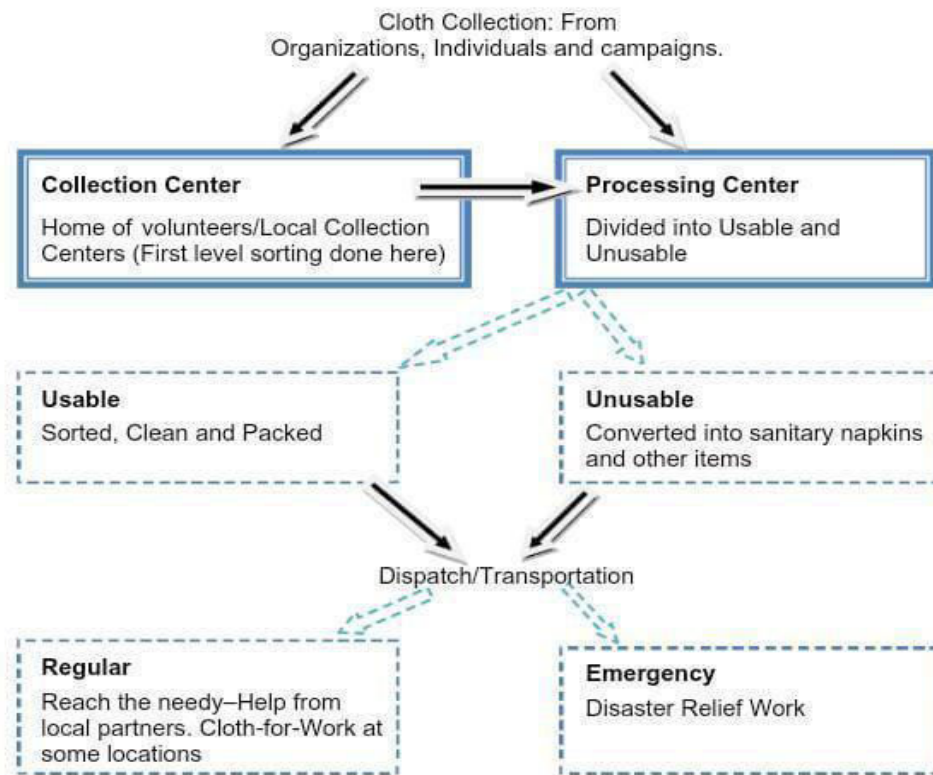 Cloth Collection: From
Organizations, Individuals and campaigns.
Collection Center
Home of volunteers/Local Collection
Centers (First level sorting done here)
Processing Center
Divided into Usable and
Unusable
Usable
Sorted, Clean and Packed
Unusable
Converted into sanitary napkins
and other items
Dispatch/Transportation
Regular
Reach the needy–Help from
local partners. Cloth-for-Work at
some locations
Emergency
Disaster Relief Work